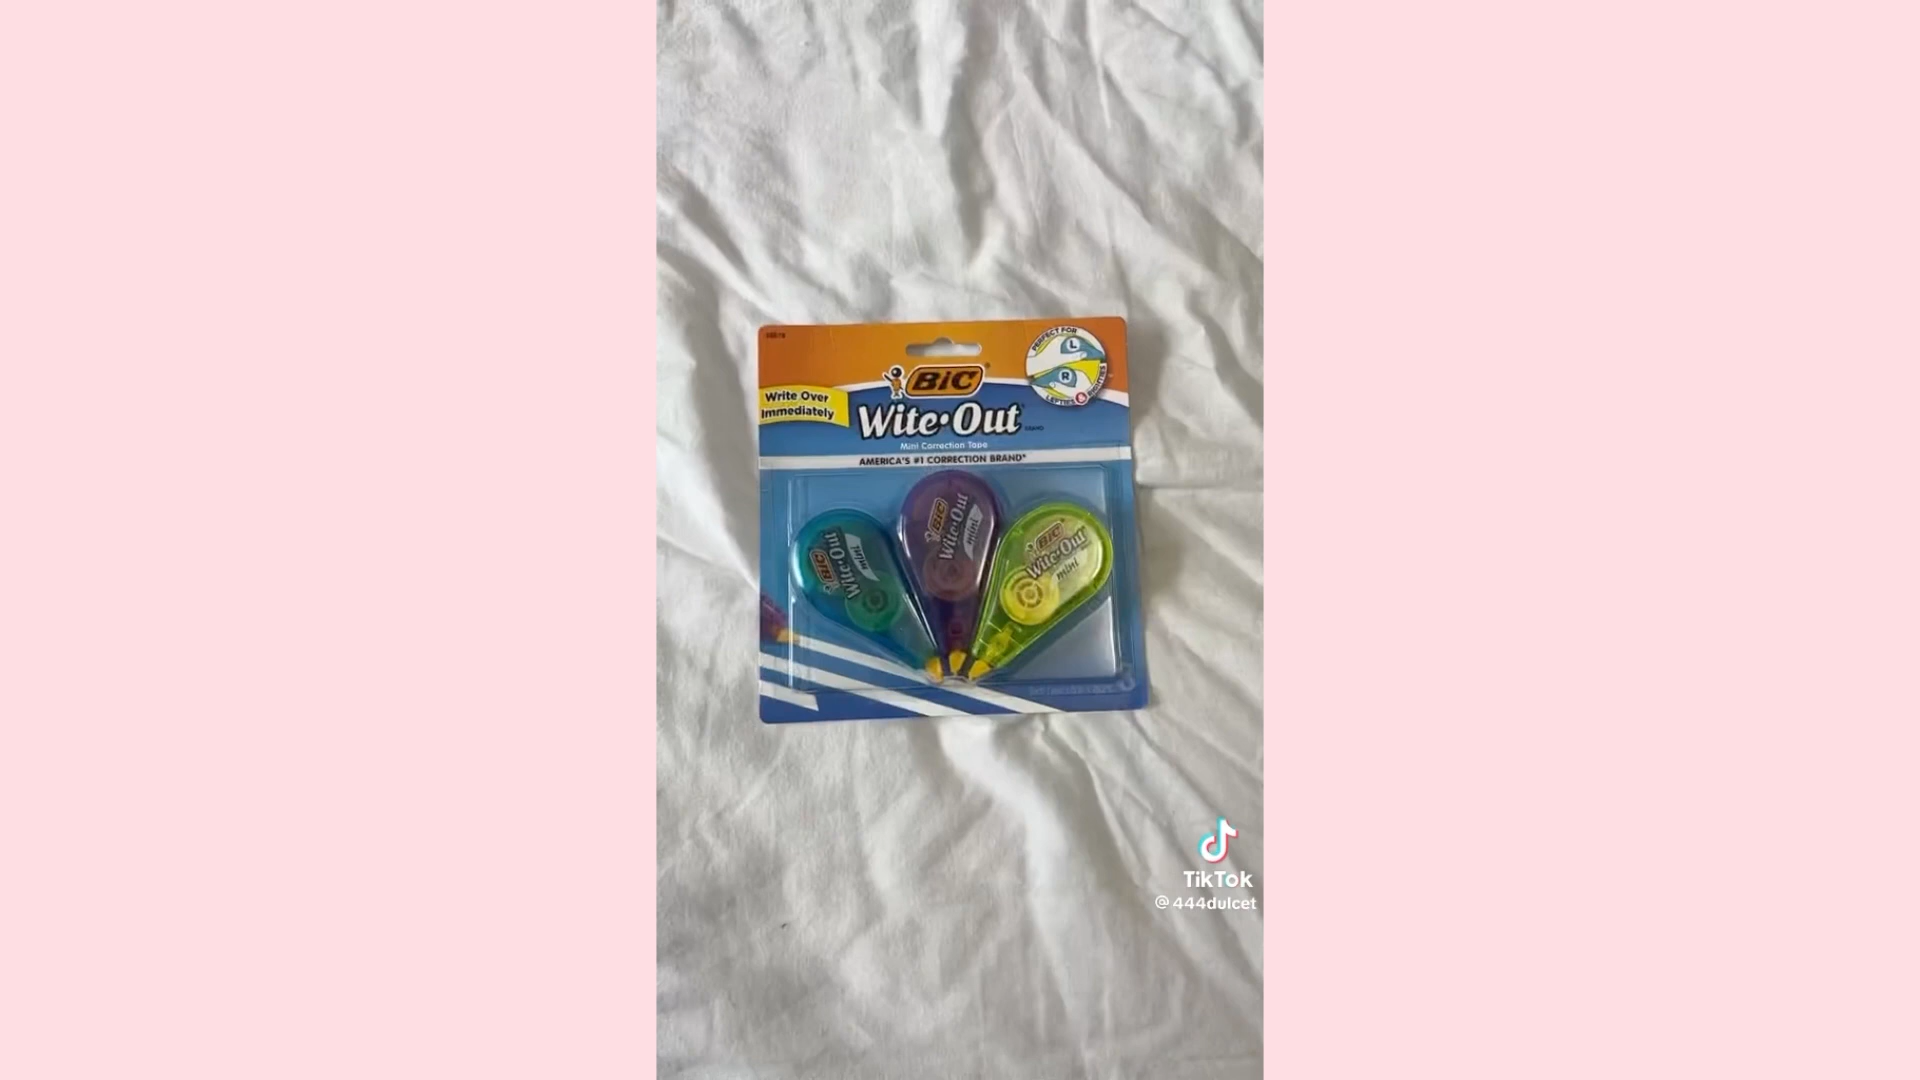 PERFECT FOR
L
R
LEFTIES & RIGHTIES
BIC
Write Over
Immediately
Wite·Out
BRAND
Mini Correction Tape
AMERICA'S #1 CORRECTION BRAND*
BIC
Wite·Out
mini
BIC
Wite·Out
mini
BIC
Wite·Out
mini
TikTok
@444dulcet